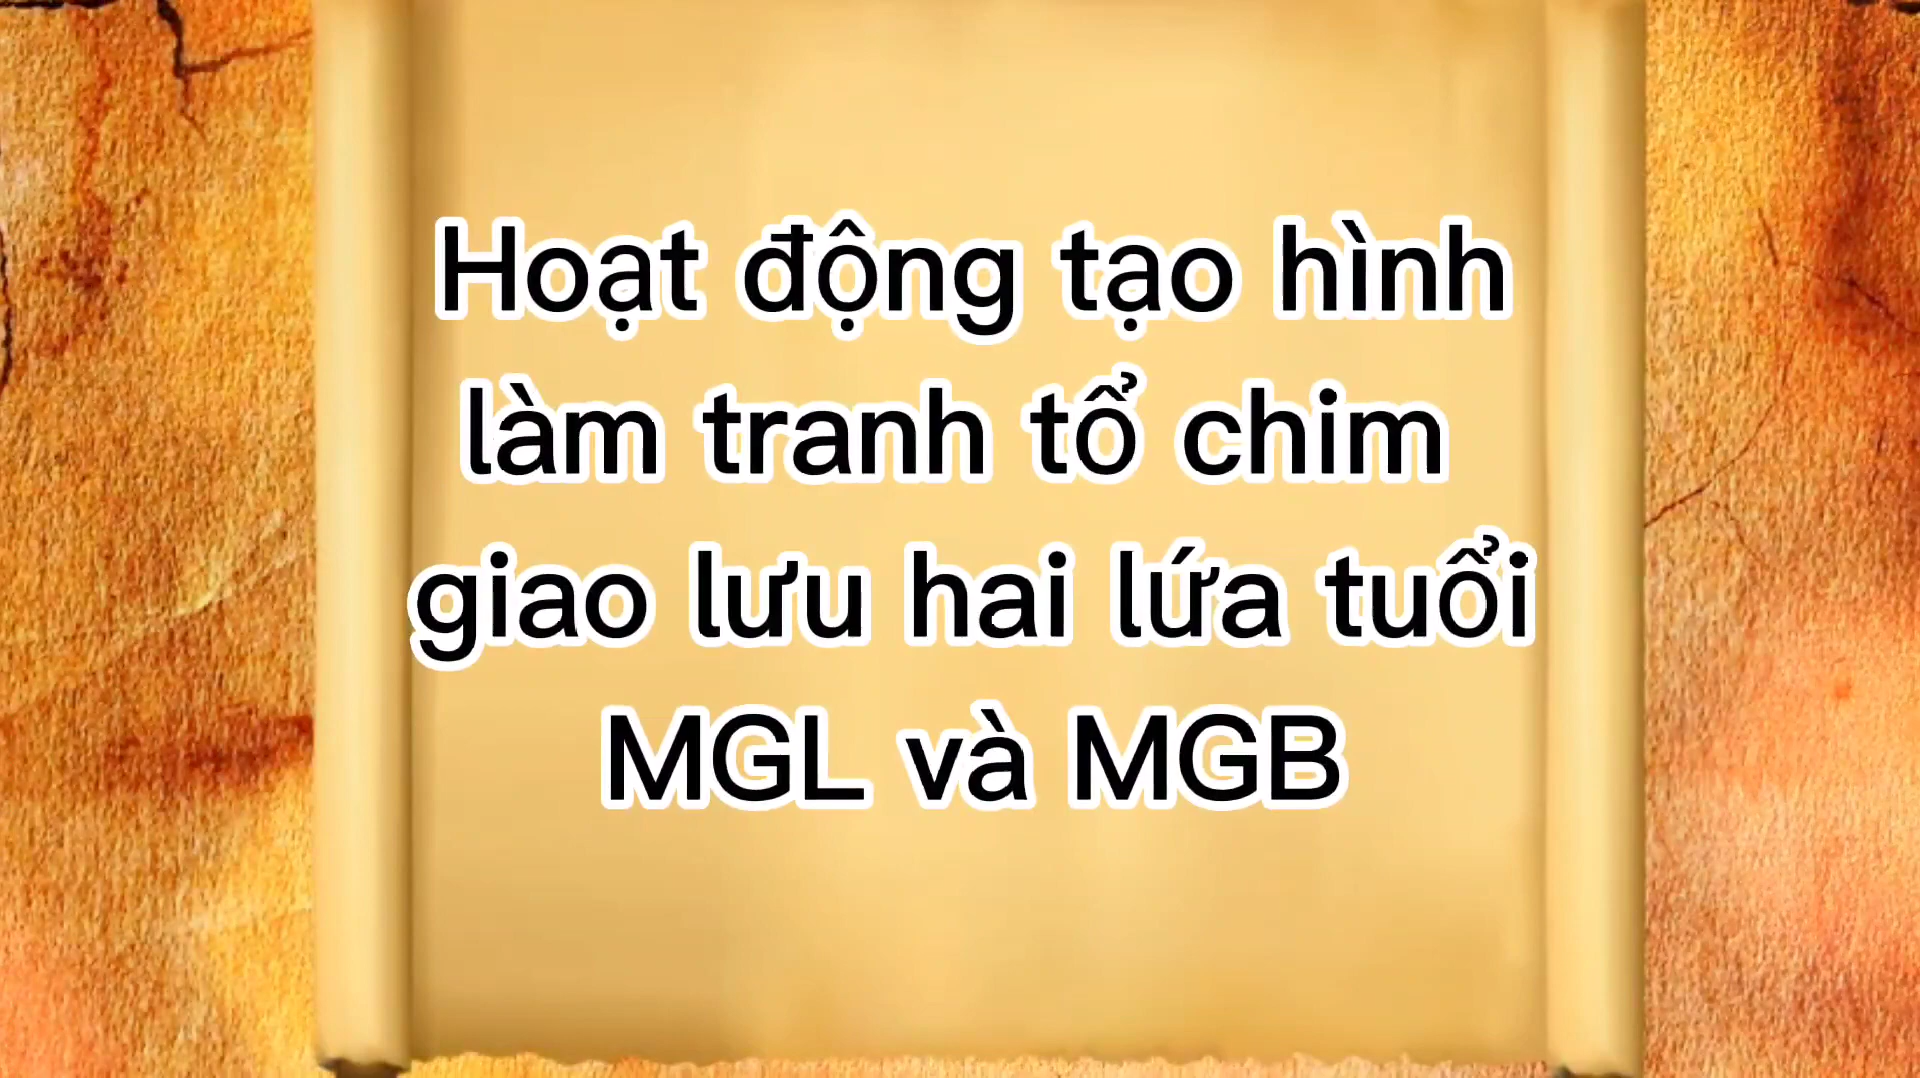 Hoạt động tạo hình
làm tranh tổ chim
giao lưu hai lứa tuổi
MGL và MGB